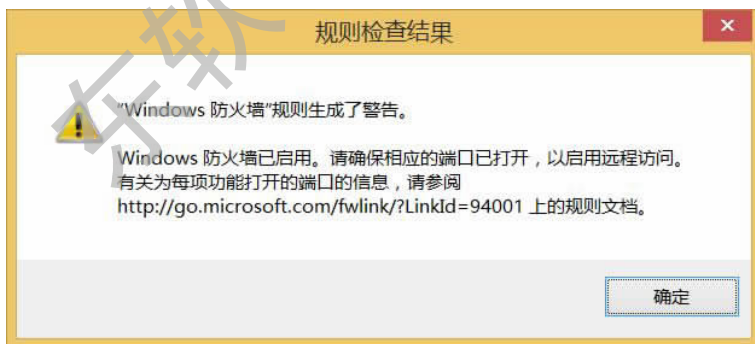 规则检查结果
东软
"Windows 防火墙"规则生成了警告。
Windows 防火墙已启用。请确保相应的端口已打开，以启用远程访问。
有关为每项功能打开的端口的信息，请参阅
http://go.microsoft.com/fwlink/?LinkId=94001 上的规则文档。
确定